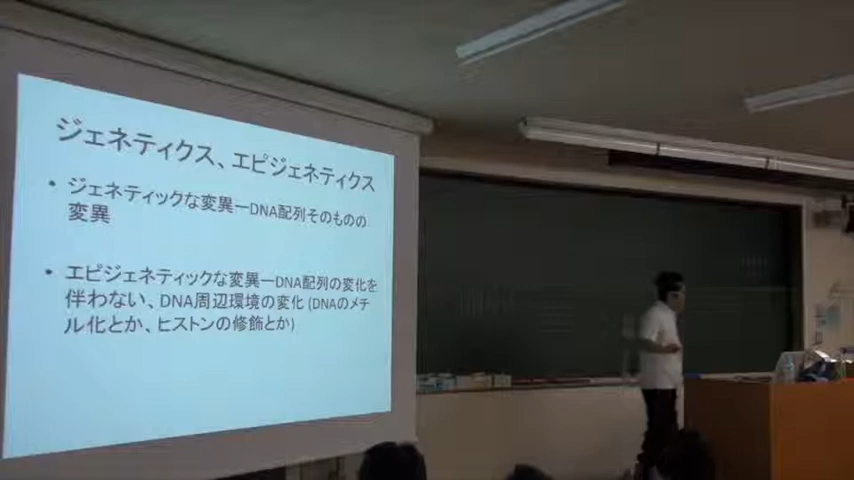 ジェネティクス、エピジェネティクス
• ジェネティックな変異ーDNA配列そのものの
変異
• エピジェネティックな変異ーDNA配列の変化を
伴わない、DNA周辺環境の変化 (DNAのメチ
ル化とか、ヒストンの修飾とか)